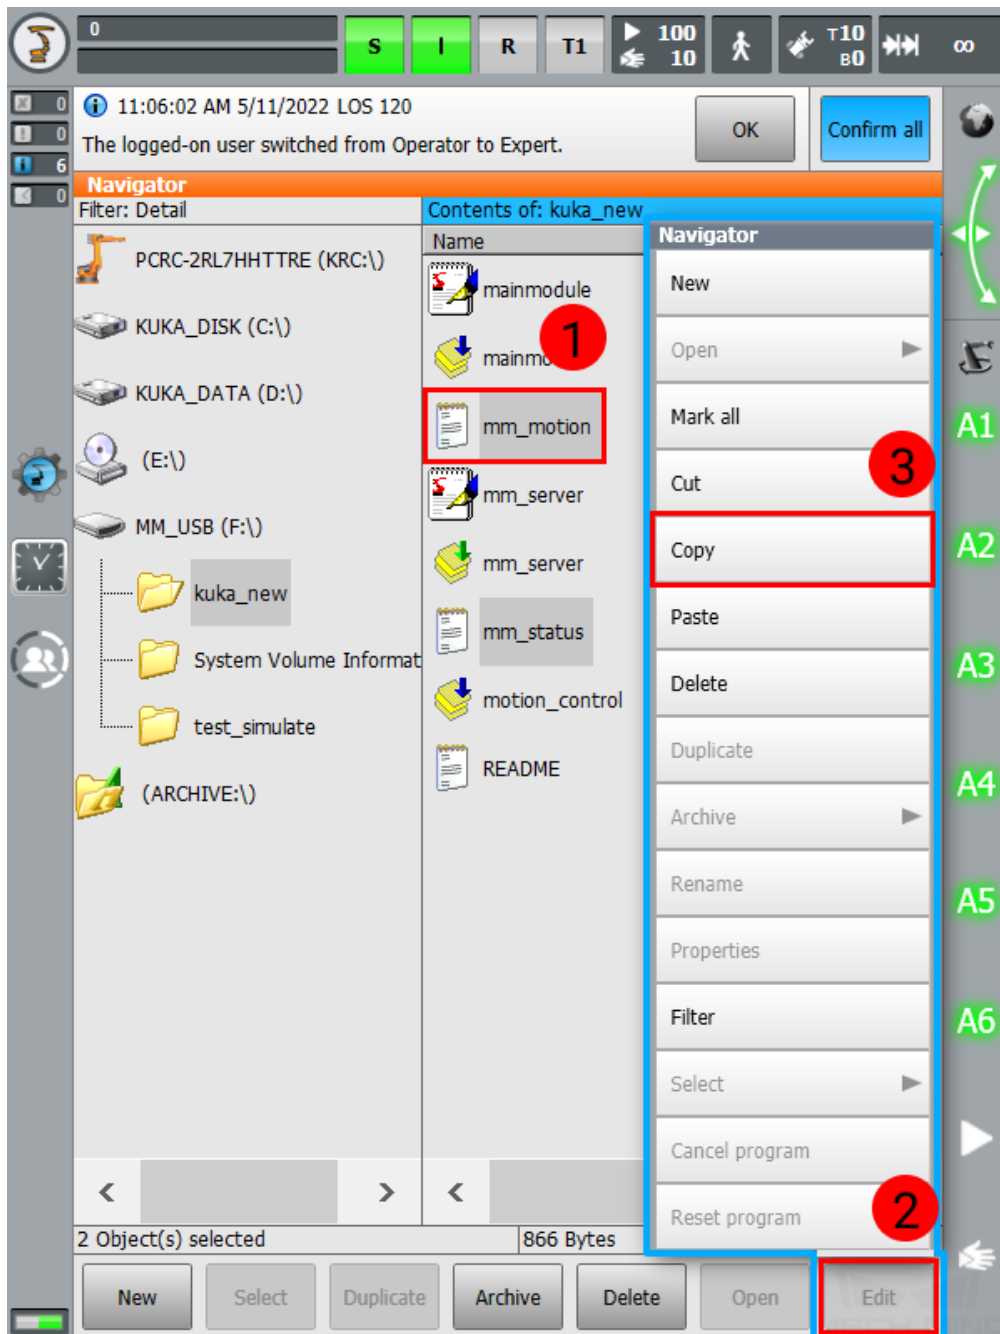 0
S
I
R
T1
100
10
T10
B0
∞
0
0
6
0
11:06:02 AM 5/11/2022 LOS 120
The logged-on user switched from Operator to Expert.
OK
Confirm all
Navigator
Filter: Detail
Contents of: kuka_new
PCRC-2RL7HHTTRE (KRC:\)
KUKA_DISK (C:\)
KUKA_DATA (D:\)
(E:\)
MM_USB (F:\)
kuka_new
System Volume Informat
test_simulate
(ARCHIVE:\)
Name
mainmodule
mainmo
1
mm_motion
mm_server
mm_server
mm_status
motion_control
README
Navigator
New
Open
Mark all
Cut
3
Copy
Paste
Delete
Duplicate
Archive
Rename
Properties
Filter
Select
Cancel program
Reset program
2
A1
A2
A3
A4
A5
A6
2 Object(s) selected
866 Bytes
New
Select
Duplicate
Archive
Delete
Open
Edit